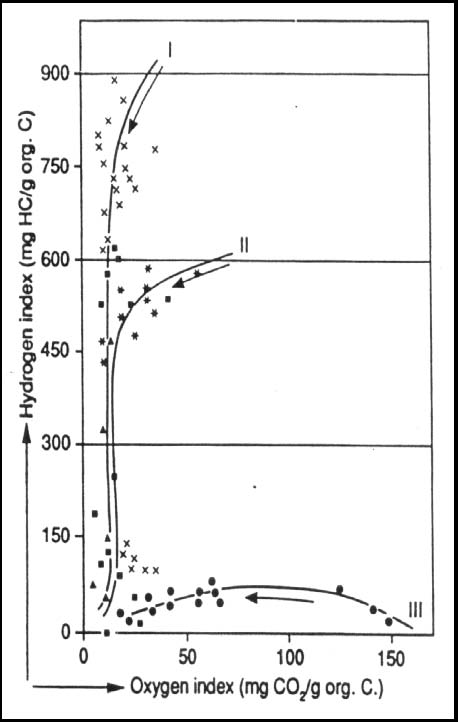 I
II
III
900
750
600
450
300
150
0
0
50
100
150
Hydrogen index (mg HC/g org. C)
Oxygen index (mg CO₂/g org. C.)